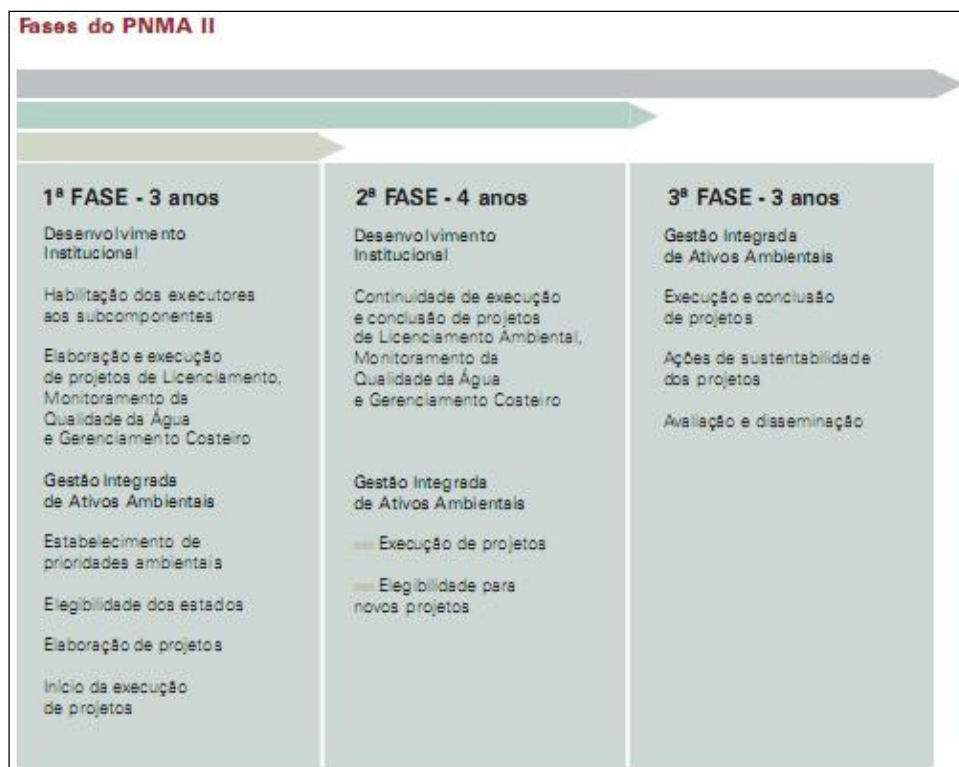 Fases do PNMA II
1ª FASE - 3 anos
Desenvolvimento
Institucional
Habilitação dos executores
aos subcomponentes
Elaboração e execução
de projetos de Licenciamento,
Monitoramento da
Qualidade da Água
e Gerenciamento Costeiro
Gestão Integrada
de Ativos Ambientais
Estabelecimento de
prioridades ambientais
Elegibilidade dos estados
Elaboração de projetos
Início da execução
de projetos
2ª FASE - 4 anos
Desenvolvimento
Institucional
Continuidade de execução
e conclusão de projetos
de Licenciamento Ambiental,
Monitoramento da
Qualidade da Água
e Gerenciamento Costeiro
Gestão Integrada
de Ativos Ambientais
Execução de projetos
Elegibilidade para
novos projetos
3ª FASE - 3 anos
Gestão Integrada
de Ativos Ambientais
Execução e conclusão
de projetos
Ações de sustentabilidade
dos projetos
Avaliação e disseminação